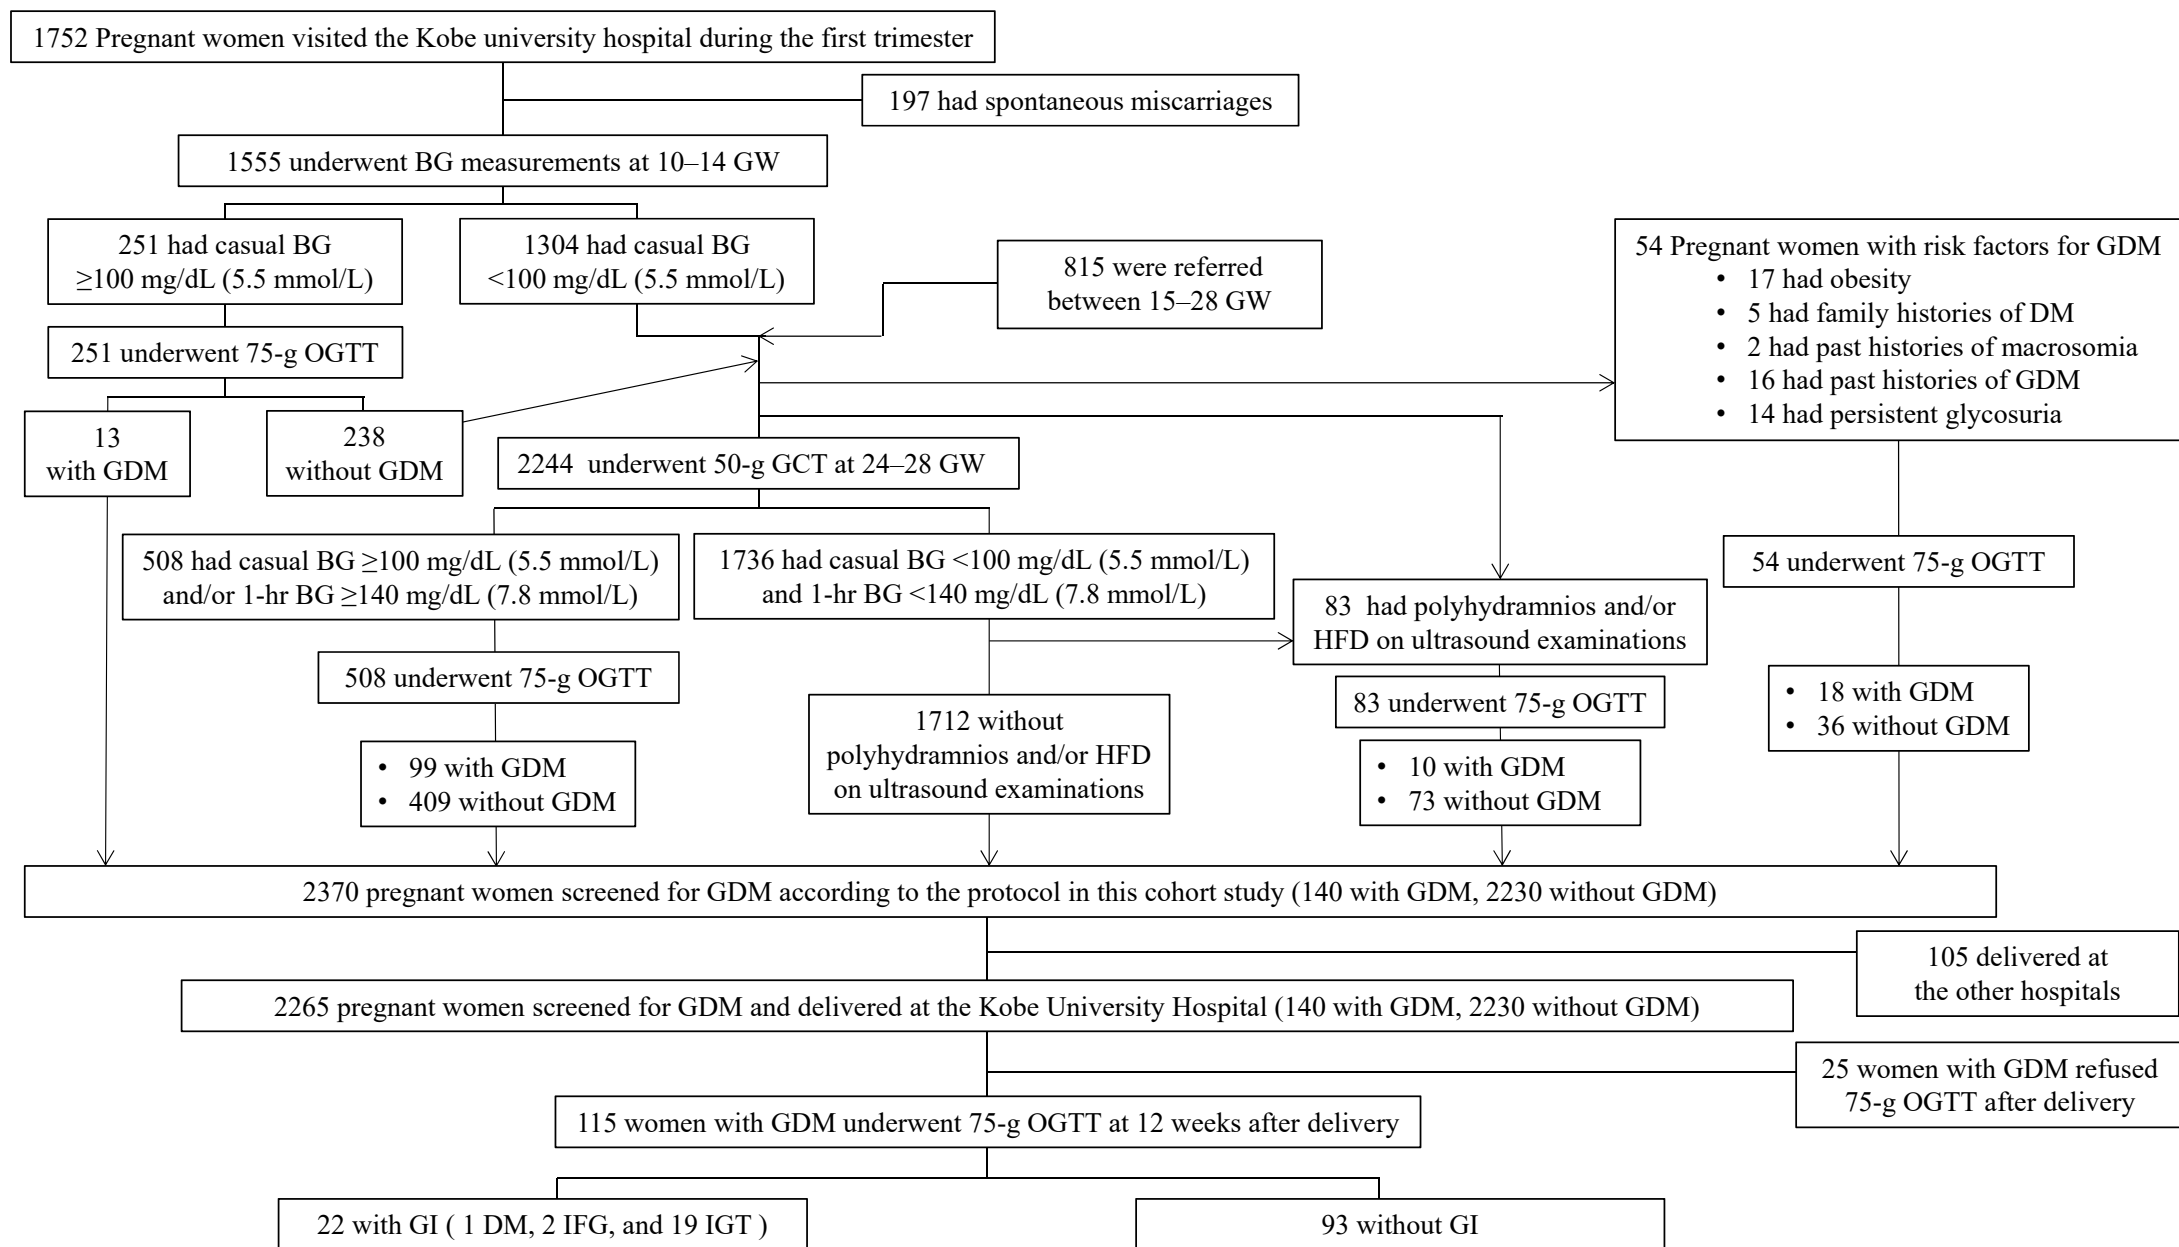 1752 Pregnant women visited the Kobe university hospital during the first trimester
197 had spontaneous miscarriages
1555 underwent BG measurements at 10–14 GW
251 had casual BG
≥100 mg/dL (5.5 mmol/L)
1304 had casual BG
<100 mg/dL (5.5 mmol/L)
815 were referred
between 15–28 GW
54 Pregnant women with risk factors for GDM
• 17 had obesity
• 5 had family histories of DM
• 2 had past histories of macrosomia
• 16 had past histories of GDM
• 14 had persistent glycosuria
251 underwent 75-g OGTT
13
with GDM
238
without GDM
2244 underwent 50-g GCT at 24–28 GW
508 had casual BG ≥100 mg/dL (5.5 mmol/L)
and/or 1-hr BG ≥140 mg/dL (7.8 mmol/L)
1736 had casual BG <100 mg/dL (5.5 mmol/L)
and 1-hr BG <140 mg/dL (7.8 mmol/L)
83 had polyhydramnios and/or
HFD on ultrasound examinations
54 underwent 75-g OGTT
508 underwent 75-g OGTT
1712 without
polyhydramnios and/or HFD
on ultrasound examinations
83 underwent 75-g OGTT
• 18 with GDM
• 36 without GDM
• 99 with GDM
• 409 without GDM
• 10 with GDM
• 73 without GDM
2370 pregnant women screened for GDM according to the protocol in this cohort study (140 with GDM, 2230 without GDM)
105 delivered at
the other hospitals
2265 pregnant women screened for GDM and delivered at the Kobe University Hospital (140 with GDM, 2230 without GDM)
25 women with GDM refused
75-g OGTT after delivery
115 women with GDM underwent 75-g OGTT at 12 weeks after delivery
22 with GI ( 1 DM, 2 IFG, and 19 IGT )
93 without GI